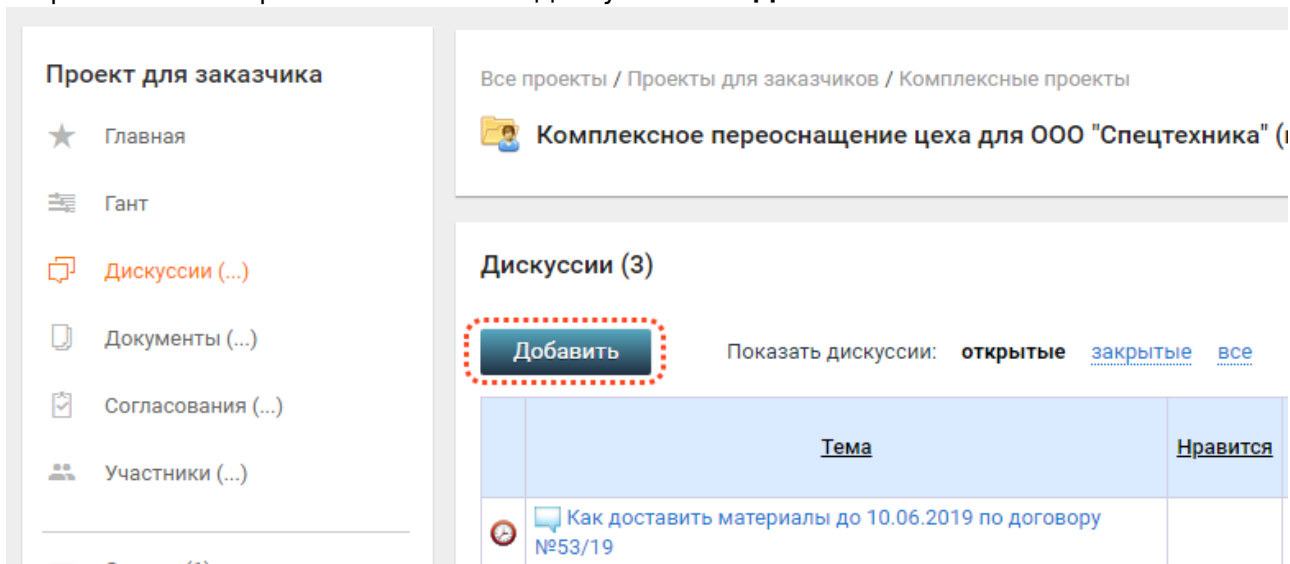 Проект для заказчика
Главная
Гант
Дискуссии (...)
Документы (...)
Согласования (...)
Участники (...)
Все проекты / Проекты для заказчиков / Комплексные проекты
Комплексное переоснащение цеха для ООО "Спецтехника" (
Дискуссии (3)
Добавить Показать дискуссии: открытые закрытые все
Тема Нравится
Как доставить материалы до 10.06.2019 по договору
№53/19